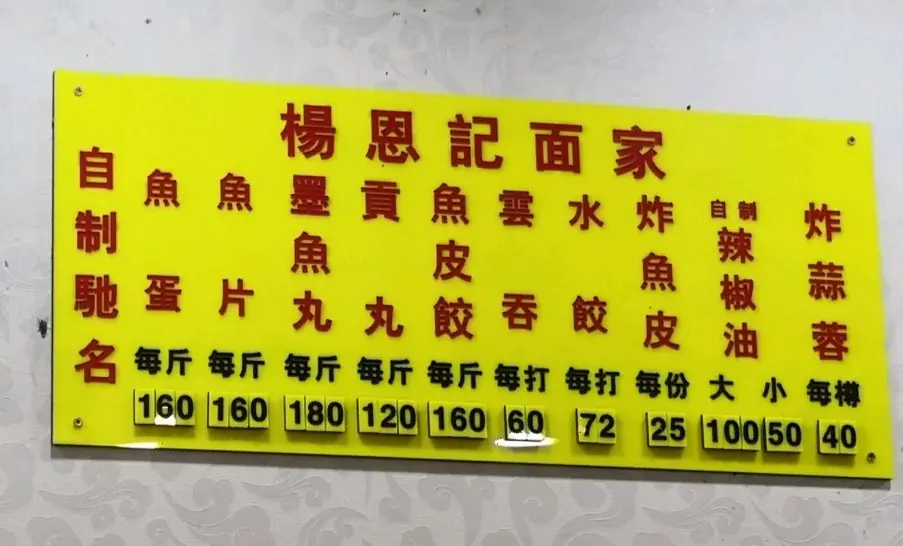 楊恩記面家
自制馳名
魚蛋 每斤 160
魚片 每斤 160
墨魚丸 每斤 180
貢丸 每斤 120
魚皮餃 每斤 160
雲吞 每打 60
水餃 每打 72
炸魚皮 每份 25
自制辣椒油 大 100 小 50
炸蒜蓉 每樽 40